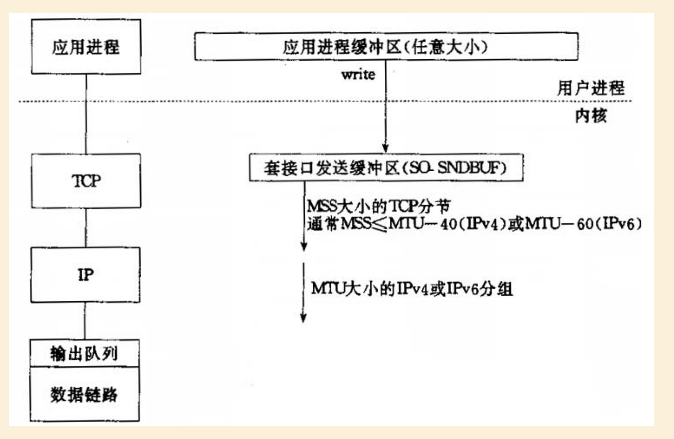 应用进程
应用进程缓冲区(任意大小)
write
用户进程
内核
TCP
套接口发送缓冲区(SO-SNDBUF)
MSS大小的TCP分节
通常MSS≤MTU-40(IPv4)或MTU-60(IPv6)
IP
MTU大小的IPv4或IPv6分组
输出队列
数据链路